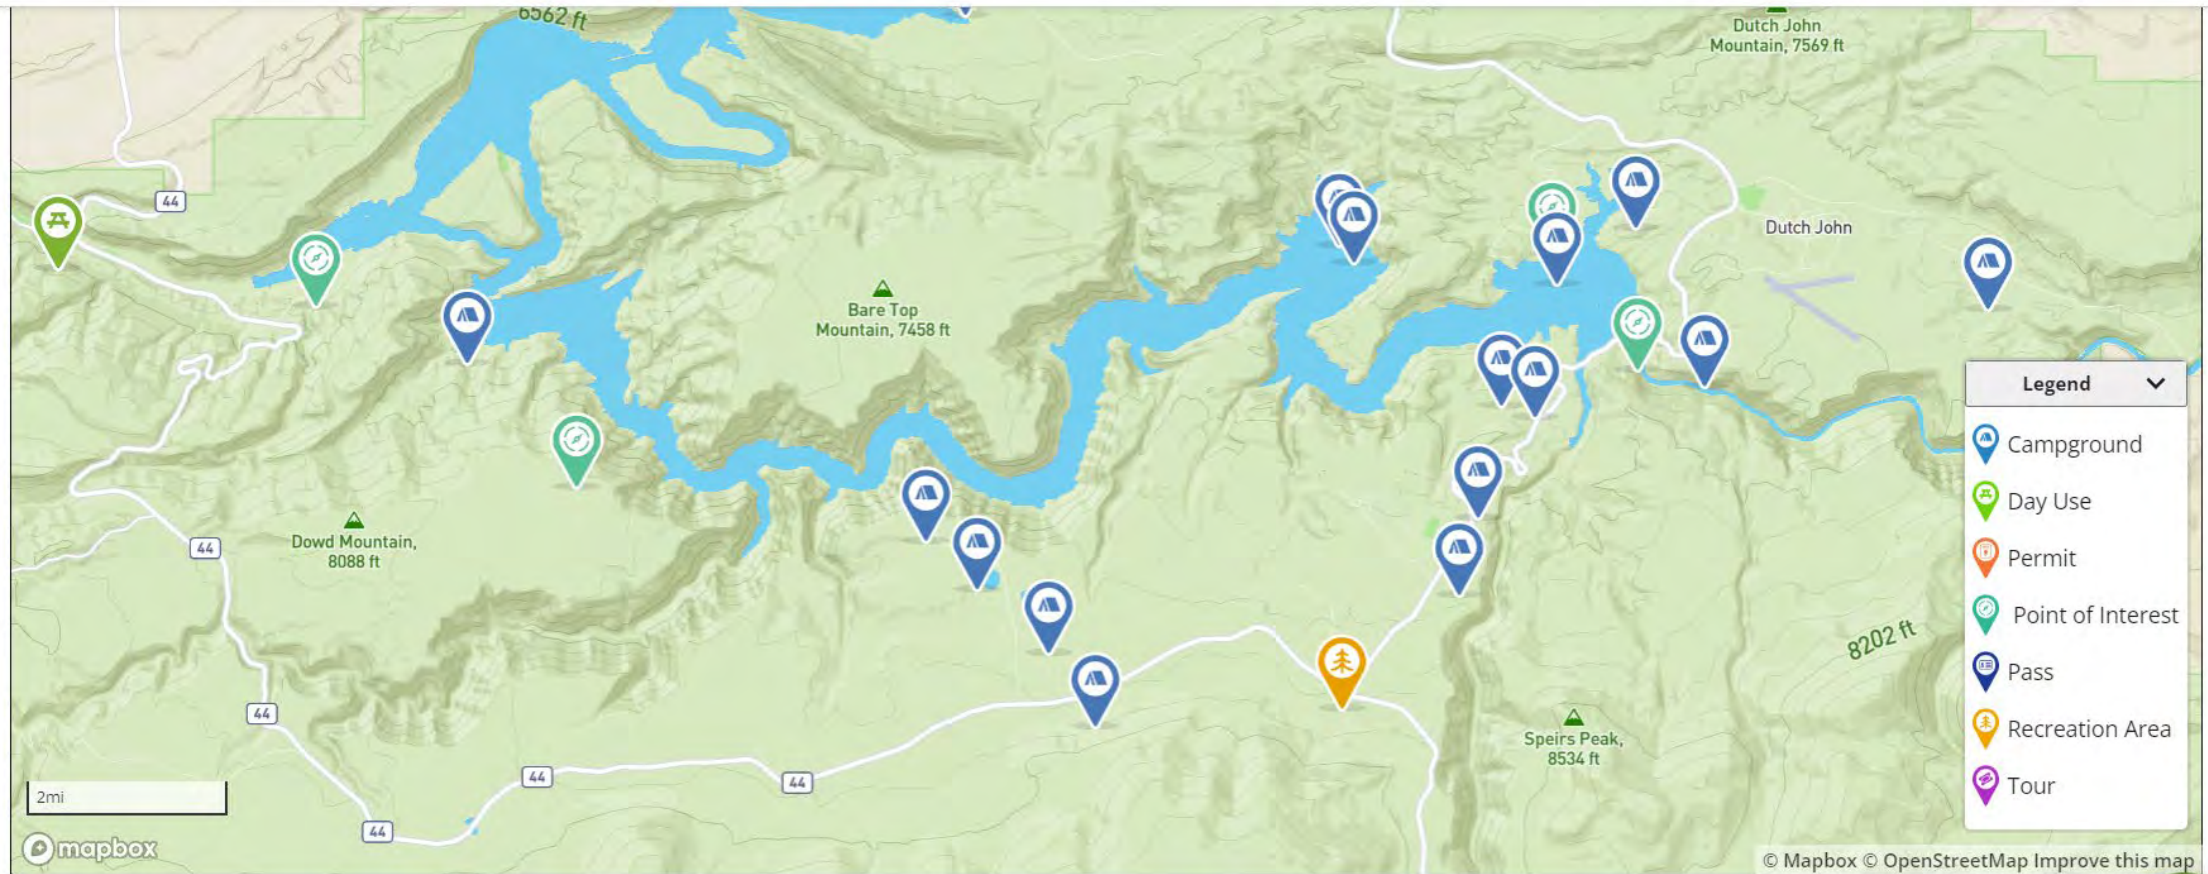 6562 ft
Dutch John
Mountain, 7569 ft
44
Dutch John
Bare Top
Mountain, 7458 ft
Legend
Campground
Day Use
Permit
Point of Interest
Pass
Recreation Area
Tour
Dowd Mountain,
8088 ft
44
8202 ft
44
Speirs Peak,
8534 ft
44
44
2mi
44
mapbox
© Mapbox © OpenStreetMap Improve this map